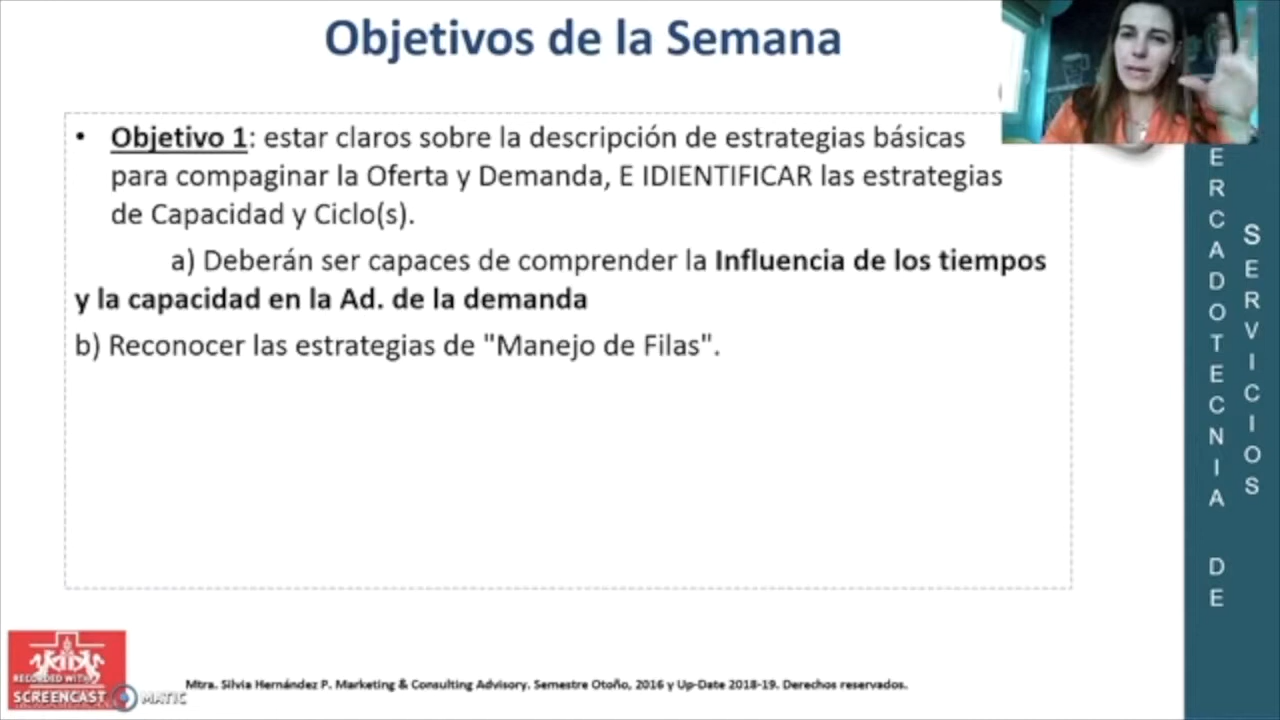 Objetivos de la Semana
• Objetivo 1: estar claros sobre la descripción de estrategias básicas
para compaginar la Oferta y Demanda, E IDIENTIFICAR las estrategias
de Capacidad y Ciclo(s).
a) Deberán ser capaces de comprender la Influencia de los tiempos
y la capacidad en la Ad. de la demanda
b) Reconocer las estrategias de "Manejo de Filas".
ERCADOTECNIA DE
SERVICIOS
RECORDED WITH
SCREENCAST MATIC
Mtra. Silvia Hernández P. Marketing & Consulting Advisory. Semestre Otoño, 2016 y Up-Date 2018-19. Derechos reservados.